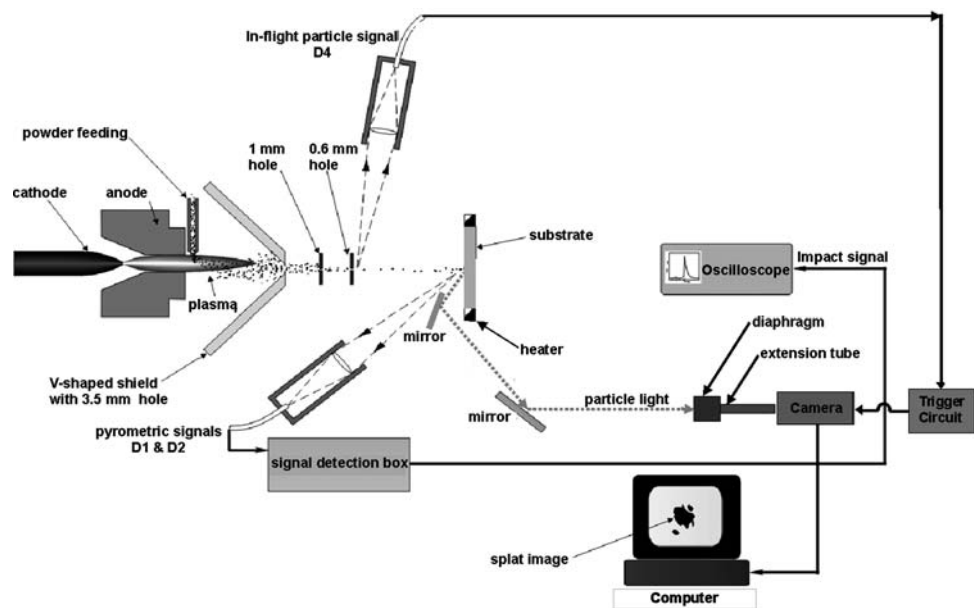 In-flight particle signal
D4
powder feeding
1 mm
hole
0.6 mm
hole
cathode
anode
substrate
Oscilloscope
Impact signal
plasma
mirror
heater
diaphragm
extension tube
V-shaped shield
with 3.5 mm hole
particle light
Camera
Trigger
Circuit
mirror
pyrometric signals
D1 & D2
signal detection box
splat image
Computer